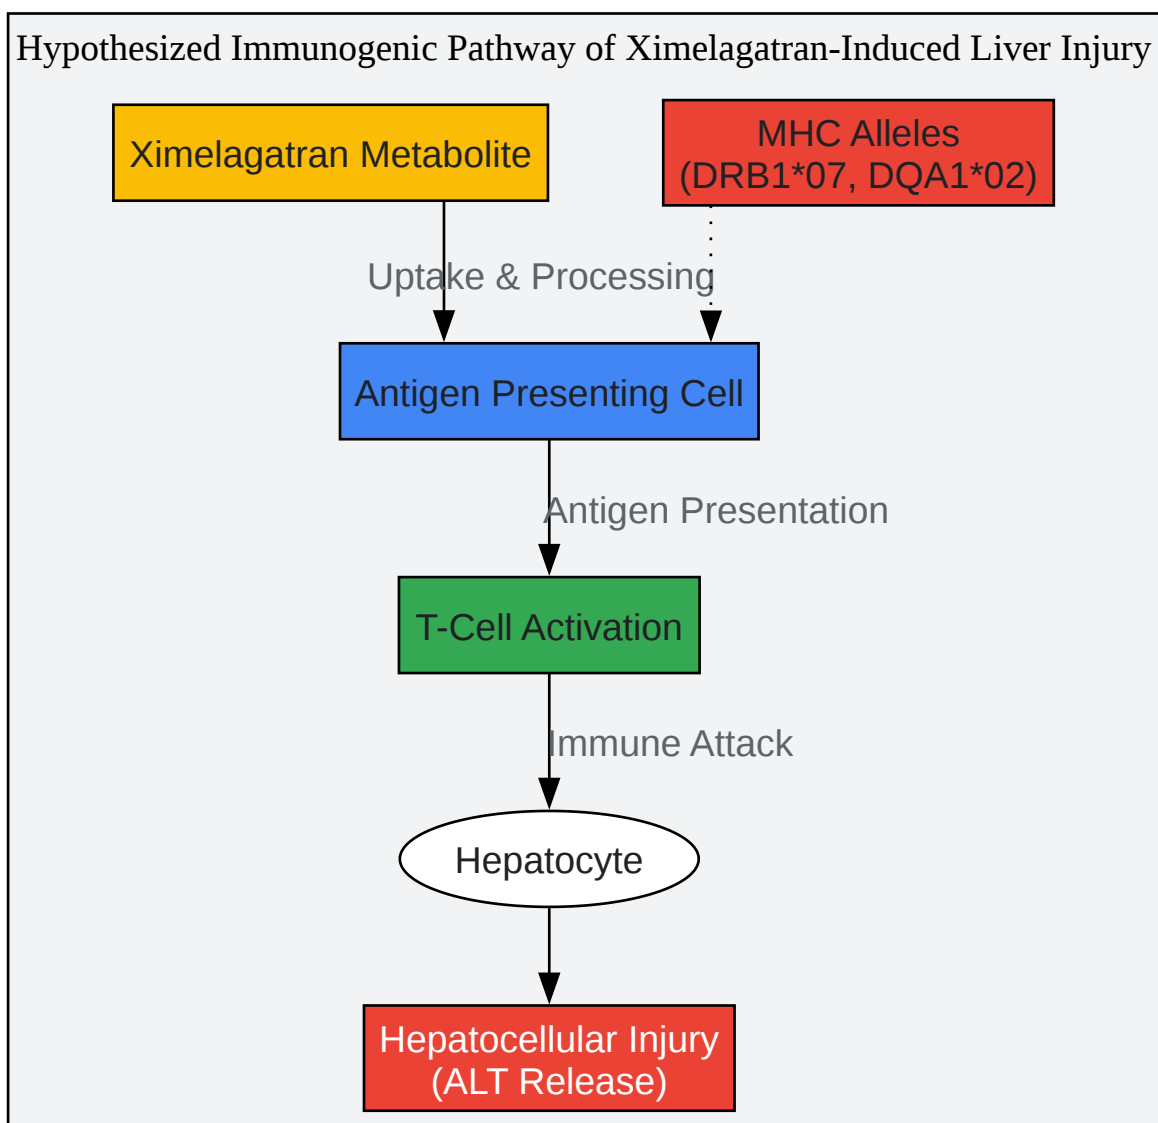 Hypothesized Immunogenic Pathway of Ximelagatran-Induced Liver Injury
Ximelagatran Metabolite
MHC Alleles
(DRB1*07, DQA1*02)
Uptake & Processing
Antigen Presenting Cell
Antigen Presentation
T-Cell Activation
Immune Attack
Hepatocyte
Hepatocellular Injury
(ALT Release)